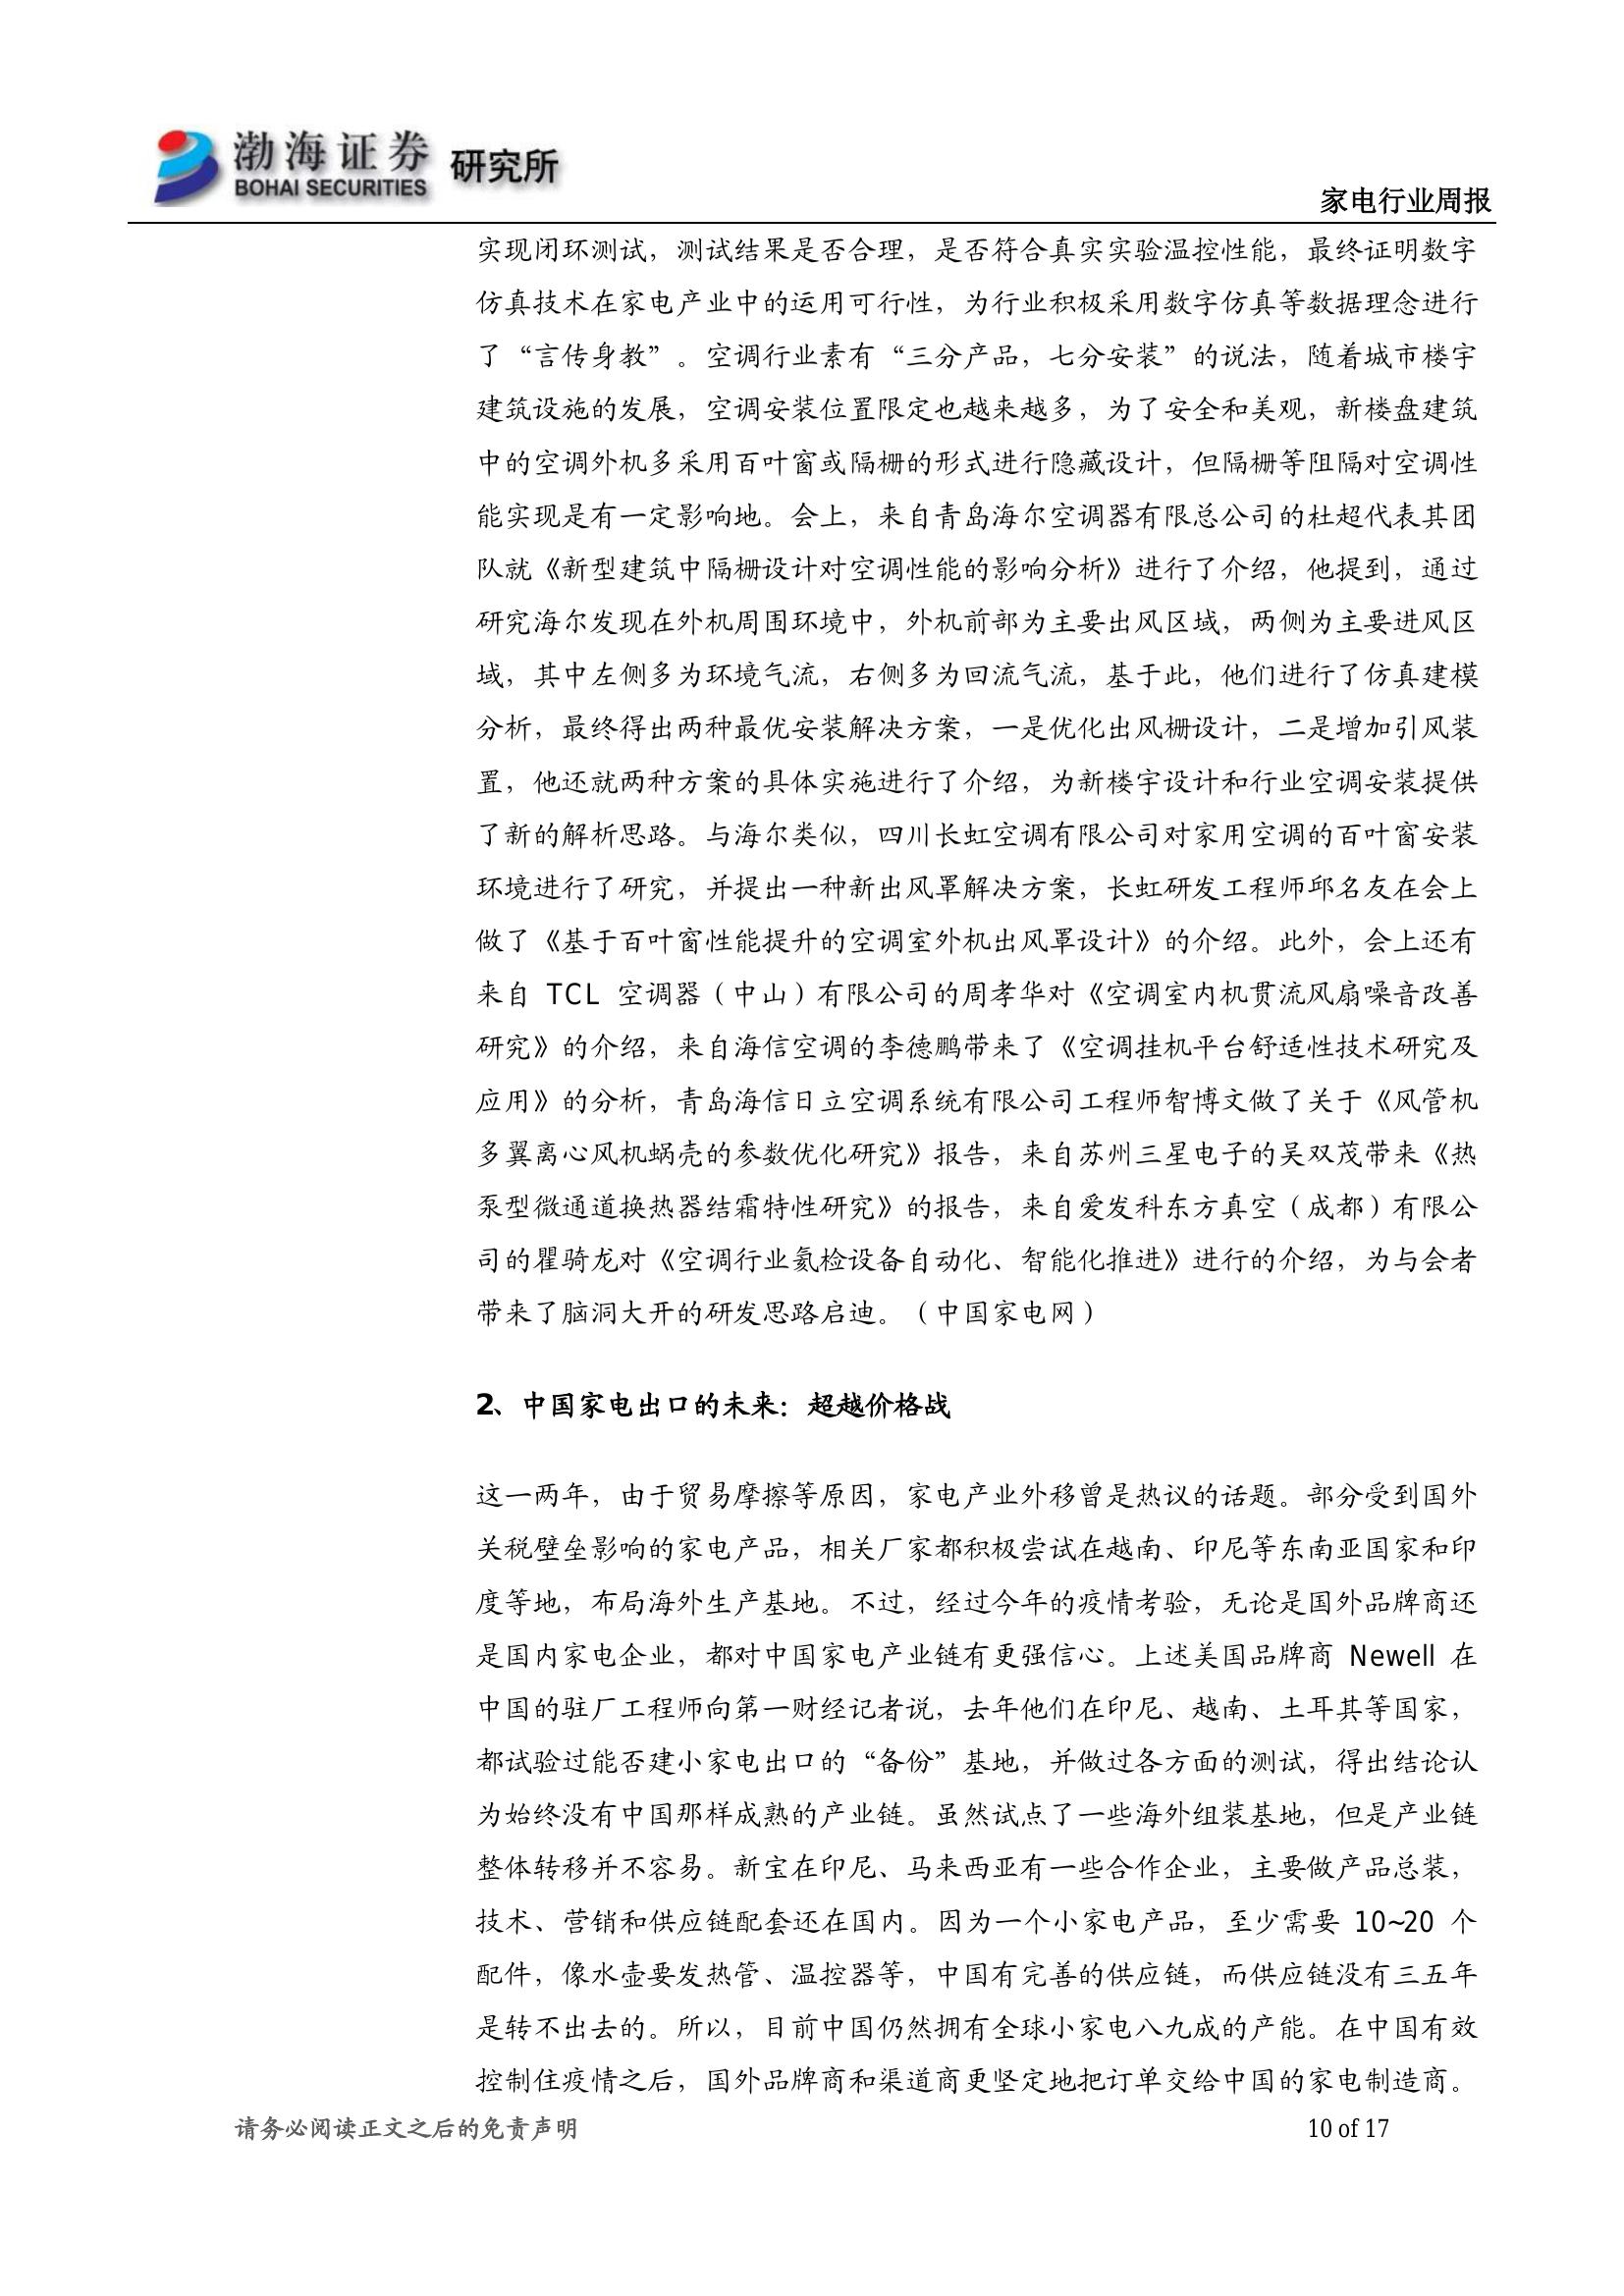 渤海证券 研究所
BOHAI SECURITIES
家电行业周报
实现闭环测试，测试结果是否合理，是否符合真实实验温控性能，最终证明数字
仿真技术在家电产业中的运用可行性，为行业积极采用数字仿真等数据理念进行
了“言传身教”。空调行业素有“三分产品，七分安装”的说法，随着城市楼宇
建筑设施的发展，空调安装位置限定也越来越多，为了安全和美观，新楼盘建筑
中的空调外机多采用百叶窗或隔栅的形式进行隐藏设计，但隔栅等阻隔对空调性
能实现是有一定影响地。会上，来自青岛海尔空调器有限总公司的杜超代表其团
队就《新型建筑中隔栅设计对空调性能的影响分析》进行了介绍，他提到，通过
研究海尔发现在外机周围环境中，外机前部为主要出风区域，两侧为主要进风区
域，其中左侧多为环境气流，右侧多为回流气流，基于此，他们进行了仿真建模
分析，最终得出两种最优安装解决方案，一是优化出风栅设计，二是增加引风装
置，他还就两种方案的具体实施进行了介绍，为新楼宇设计和行业空调安装提供
了新的解析思路。与海尔类似，四川长虹空调有限公司对家用空调的百叶窗安装
环境进行了研究，并提出一种新出风罩解决方案，长虹研发工程师邱名友在会上
做了《基于百叶窗性能提升的空调室外机出风罩设计》的介绍。此外，会上还有
来自 TCL 空调器（中山）有限公司的周孝华对《空调室内机贯流风扇噪音改善
研究》的介绍，来自海信空调的李德鹏带来了《空调挂机平台舒适性技术研究及
应用》的分析，青岛海信日立空调系统有限公司工程师智博文做了关于《风管机
多翼离心风机蜗壳的参数优化研究》报告，来自苏州三星电子的吴双茂带来《热
泵型微通道换热器结霜特性研究》的报告，来自爱发科东方真空（成都）有限公
司的瞿骑龙对《空调行业氦检设备自动化、智能化推进》进行的介绍，为与会者
带来了脑洞大开的研发思路启迪。（中国家电网）
2、中国家电出口的未来：超越价格战
这一两年，由于贸易摩擦等原因，家电产业外移曾是热议的话题。部分受到国外
关税壁垒影响的家电产品，相关厂家都积极尝试在越南、印尼等东南亚国家和印
度等地，布局海外生产基地。不过，经过今年的疫情考验，无论是国外品牌商还
是国内家电企业，都对中国家电产业链有更强信心。上述美国品牌商 Newell 在
中国的驻厂工程师向第一财经记者说，去年他们在印尼、越南、土耳其等国家，
都试验过能否建小家电出口的“备份”基地，并做过各方面的测试，得出结论认
为始终没有中国那样成熟的产业链。虽然试点了一些海外组装基地，但是产业链
整体转移并不容易。新宝在印尼、马来西亚有一些合作企业，主要做产品总装，
技术、营销和供应链配套还在国内。因为一个小家电产品，至少需要 10~20 个
配件，像水壶要发热管、温控器等，中国有完善的供应链，而供应链没有三五年
是转不出去的。所以，目前中国仍然拥有全球小家电八九成的产能。在中国有效
控制住疫情之后，国外品牌商和渠道商更坚定地把订单交给中国的家电制造商。
请务必阅读正文之后的免责声明
10 of 17